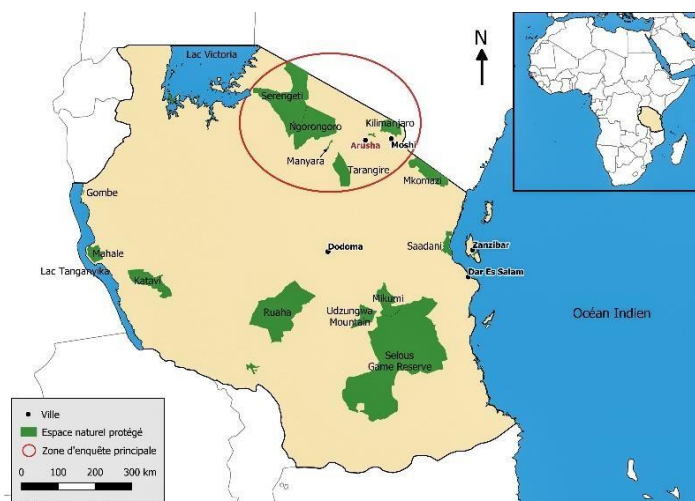 Lac Victoria
N
Serengeti
Ngorongoro
Kilimanjaro
Arusha
Moshi
Manyara
Tarangire
Mkomazi
Gombe
Mahale
Lac Tanganyika
Katavi
Dodoma
Saadani
Zanzibar
Dar Es Salam
Ruaha
Mikumi
Udzungwa
Mountain
Selous
Game Reserve
Océan Indien
Ville
Espace naturel protégé
Zone d'enquête principale
0 100 200 300 km